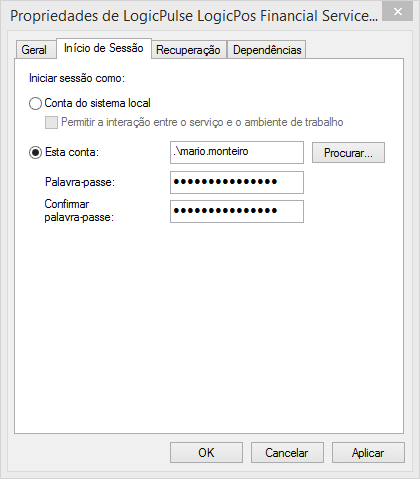 Propriedades de LogicPulse LogicPos Financial Service...
Geral Início de Sessão Recuperação Dependências
Iniciar sessão como:
Conta do sistema local
Permitir a interação entre o serviço e o ambiente de trabalho
Esta conta: .\mario.monteiro Procurar...
Palavra-passe: •••••••••••••••
Confirmar
palavra-passe: •••••••••••••••
OK Cancelar Aplicar